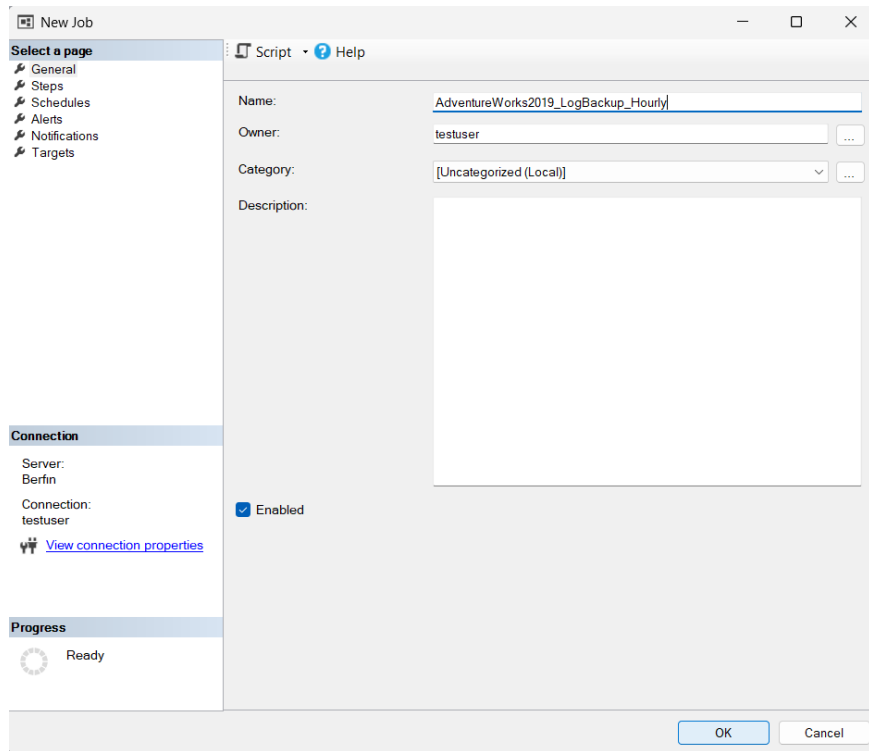 New Job
Select a page
General
Steps
Schedules
Alerts
Notifications
Targets
Script
Help
Name:
AdventureWorks2019_LogBackup_Hourly
Owner:
testuser
...
Category:
[Uncategorized (Local)]
...
Description:
Enabled
Connection
Server:
Berfin
Connection:
testuser
View connection properties
Progress
Ready
OK
Cancel